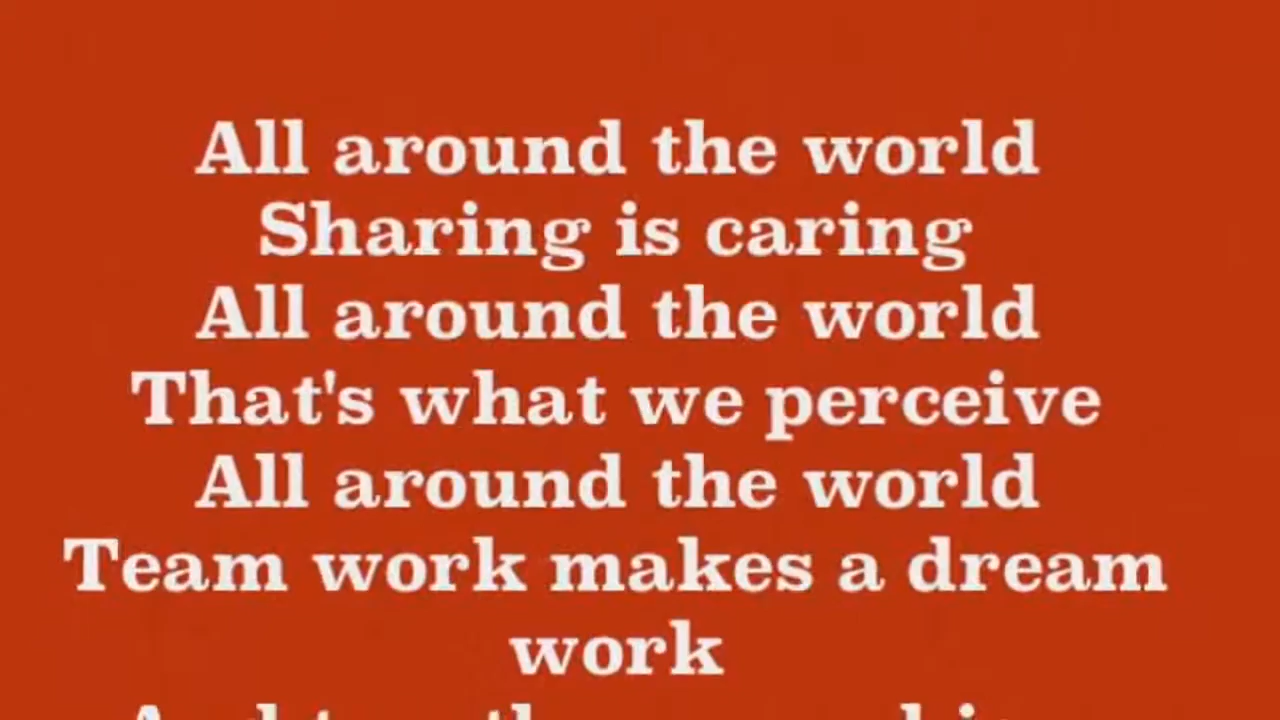 All around the world
Sharing is caring
All around the world
That's what we perceive
All around the world
Team work makes a dream
work